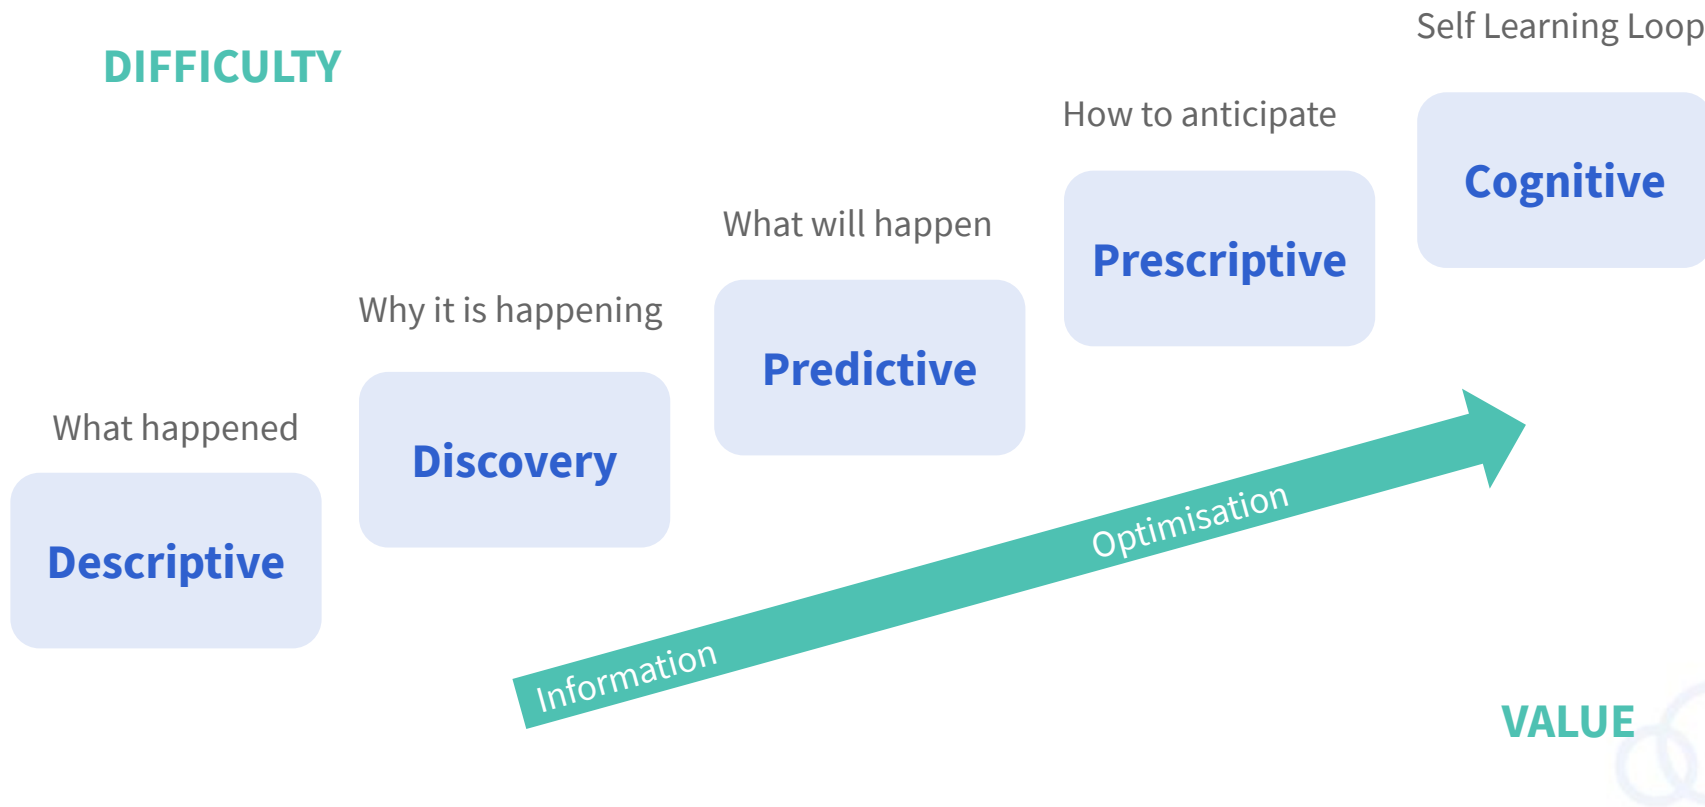 DIFFICULTY
Self Learning Loop
How to anticipate
Cognitive
What will happen
Prescriptive
Why it is happening
Predictive
What happened
Discovery
Descriptive
Optimisation
Information
VALUE